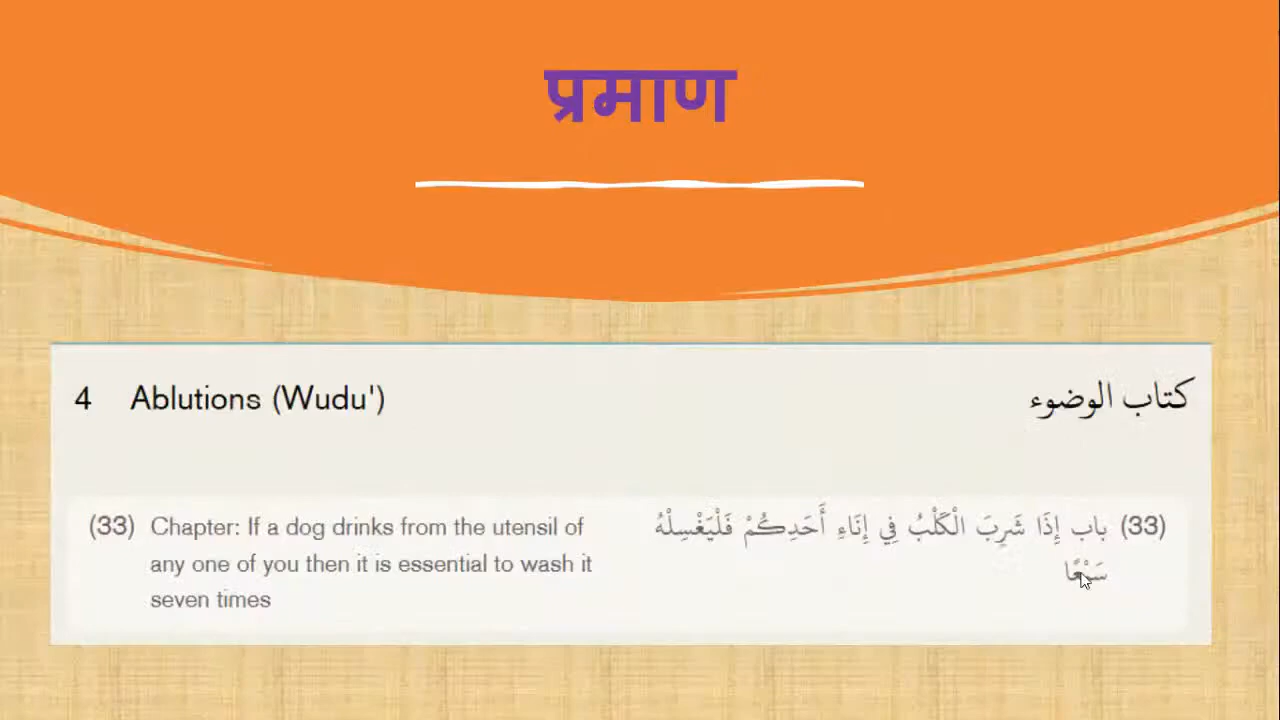 प्रमाण
4 Ablutions (Wudu') كتاب الوضوء
(33) Chapter: If a dog drinks from the utensil of
any one of you then it is essential to wash it
seven times
(33) باب إِذَا شَرِبَ الْكَلْبُ فِي إِنَاءِ أَحَدِكُمْ فَلْيَغْسِلْهُ
سَبْعًا